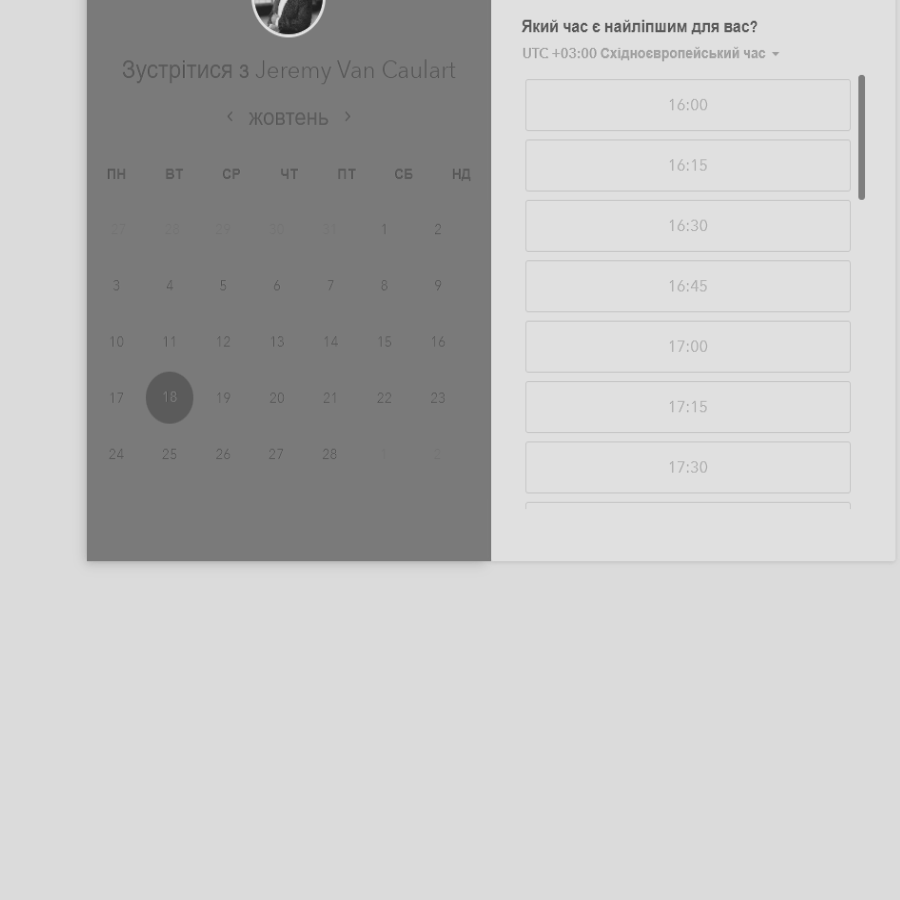 Зустрітися з Jeremy Van Caulart
‹ жовтень ›
ПН ВТ СР ЧТ ПТ СБ НД
27 28 29 30 31 1 2
3 4 5 6 7 8 9
10 11 12 13 14 15 16
17 18 19 20 21 22 23
24 25 26 27 28 1 2
Який час є найліпшим для вас?
UTC +03:00 Східноєвропейський час
16:00
16:15
16:30
16:45
17:00
17:15
17:30